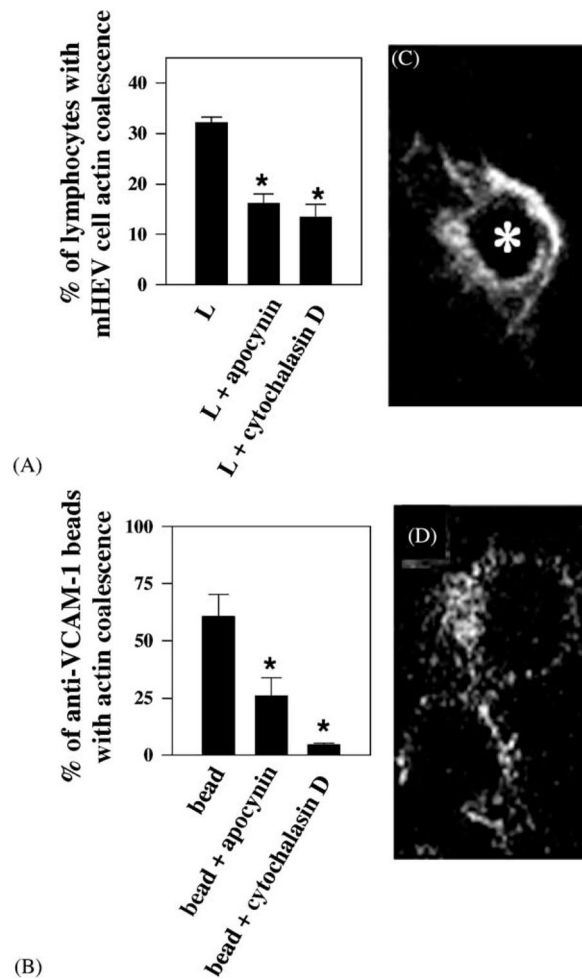 % of lymphocytes with
mHEV cell actin coalescence
40
30
20
10
0
*
*
L
L + apocynin
L + cytochalasin D
(A)
(C)
*
% of anti-VCAM-1 beads
with actin coalescence
100
75
50
25
0
*
*
bead
bead + apocynin
bead + cytochalasin D
(B)
(D)